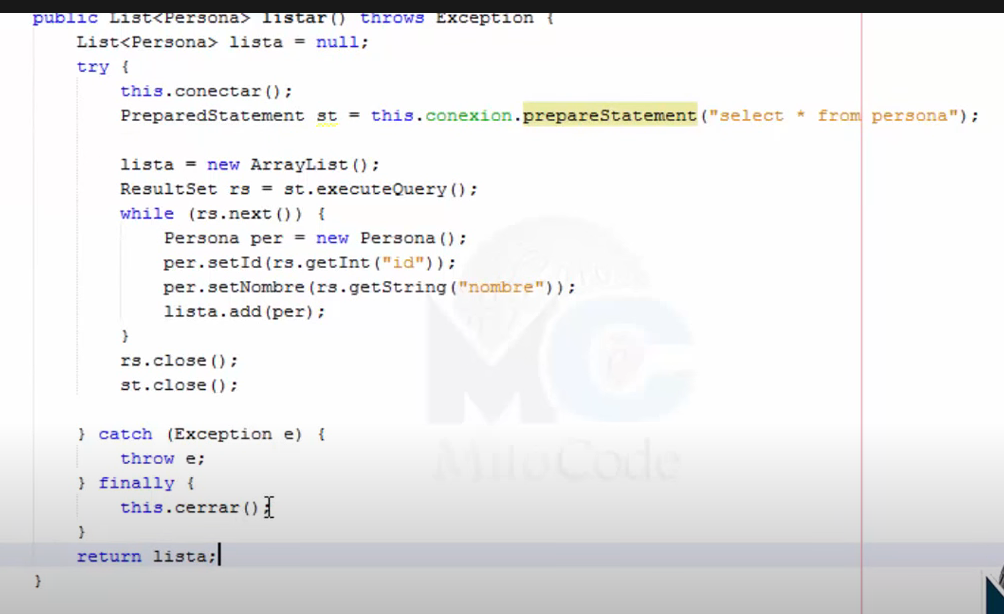 public List<Persona> listar() throws Exception {
List<Persona> lista = null;
try {
this.conectar();
PreparedStatement st = this.conexion.prepareStatement("select * from persona");
lista = new ArrayList();
ResultSet rs = st.executeQuery();
while (rs.next()) {
Persona per = new Persona();
per.setId(rs.getInt("id"));
per.setNombre(rs.getString("nombre"));
lista.add(per);
}
rs.close();
st.close();
} catch (Exception e) {
throw e;
} finally {
this.cerrar();
}
return lista;
}
MC
MitoCode